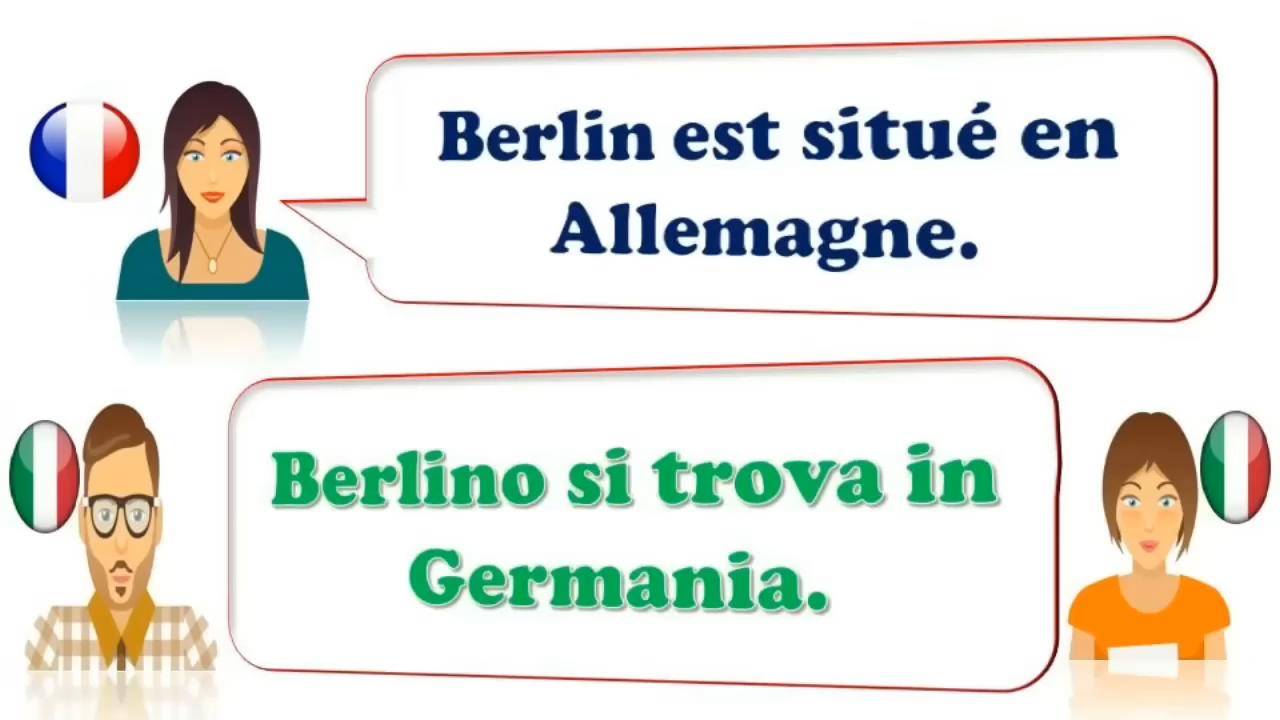 Berlin est situé en
Allemagne.
Berlino si trova in
Germania.